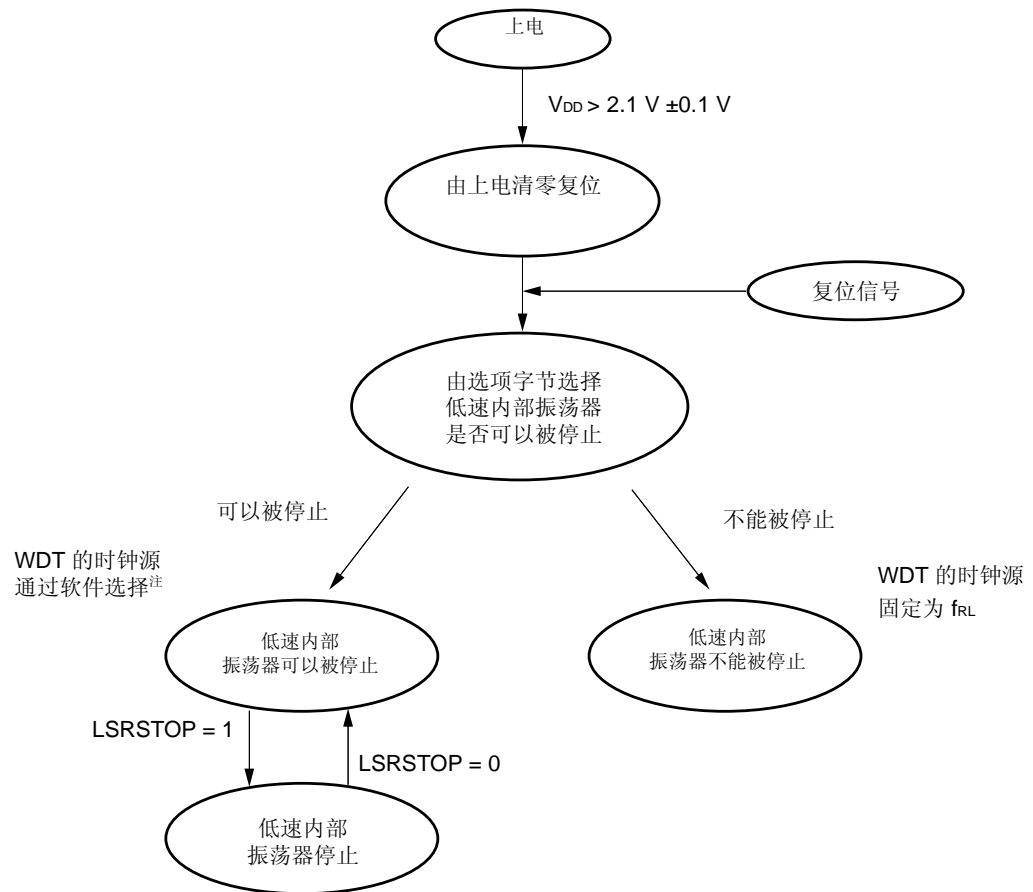 上电
VDD > 2.1 V ±0.1 V
由上电清零复位
复位信号
由选项字节选择
低速内部振荡器
是否可以被停止
可以被停止
不能被停止
WDT 的时钟源
通过软件选择注
WDT 的时钟源
固定为 fRL
低速内部
振荡器可以被停止
低速内部
振荡器不能被停止
LSRSTOP = 1
LSRSTOP = 0
低速内部
振荡器停止